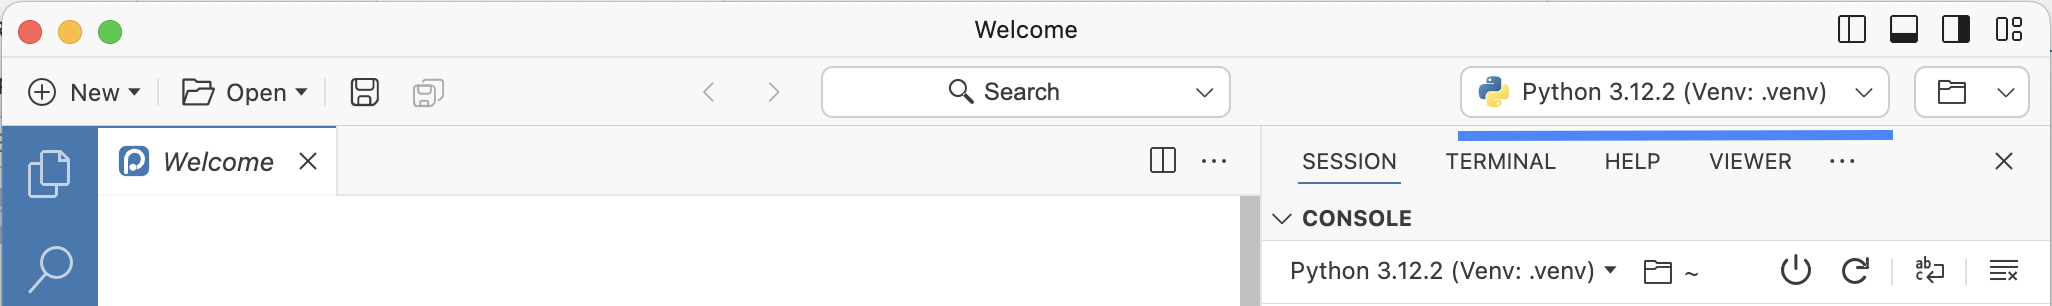 Welcome
New Open Search Python 3.12.2 (Venv: .venv)
Welcome
SESSION TERMINAL HELP VIEWER ...
CONSOLE
Python 3.12.2 (Venv: .venv) ~ abc